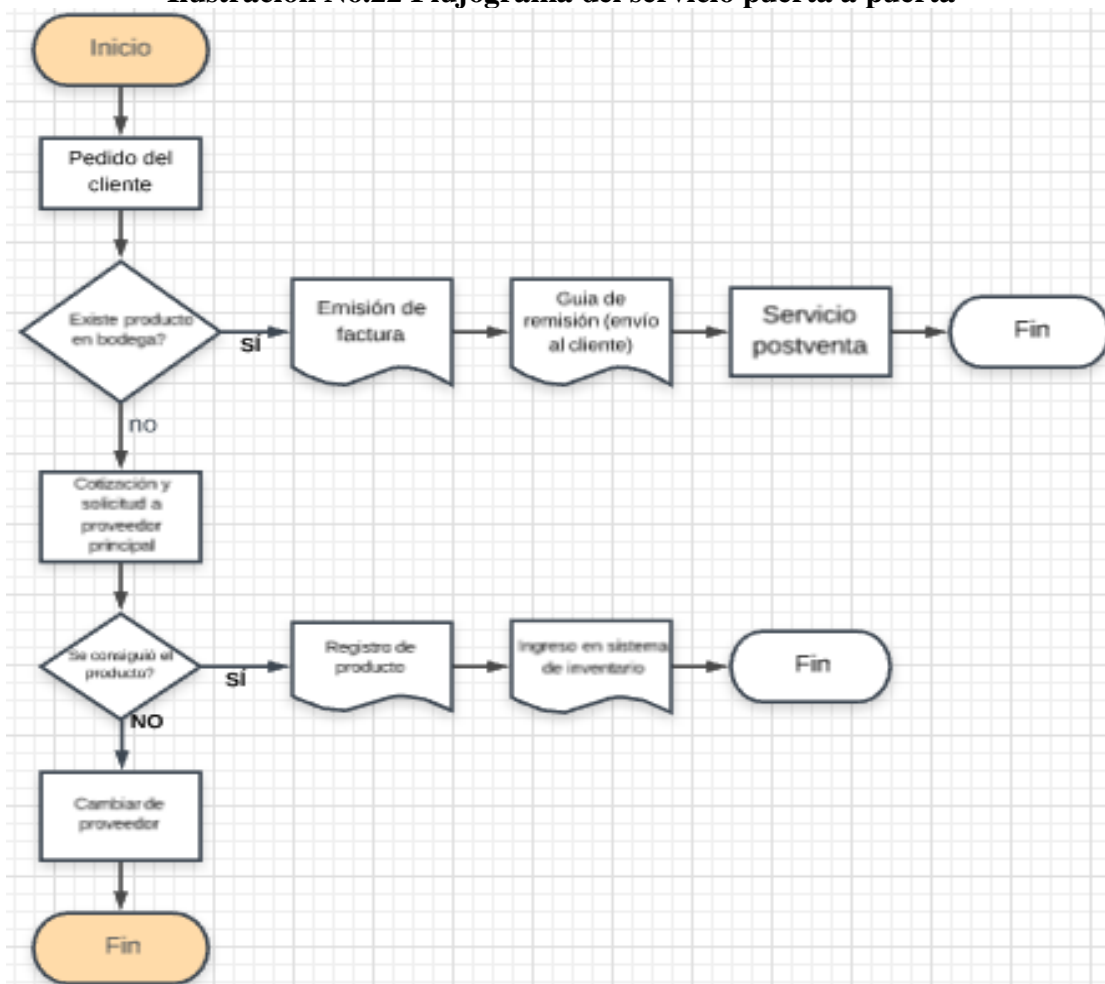 Ilustración No.22 Flujograma del servicio puerta a puerta
Inicio
Pedido del
cliente
Existe producto
en bodega?
SÍ
Emisión de
factura
Guia de
remisión (envío
al cliente)
Servicio
postventa
Fin
no
Cotización y
solicitud a
proveedor
principal
Se consiguió el
producto?
SÍ
Registro de
producto
Ingreso en sistema
de inventario
Fin
NO
Cambiar de
proveedor
Fin